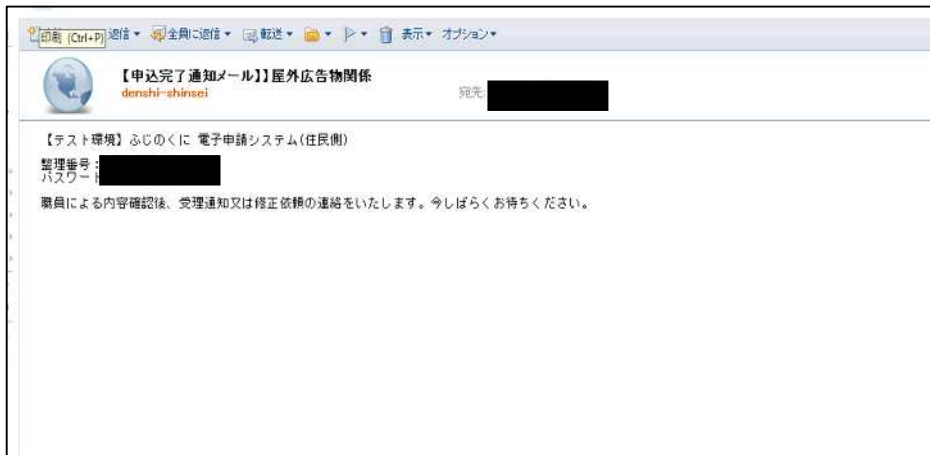 印刷 (Ctrl+P) 返信▼ 全員に返信▼ 転送▼ 表示▼ オプション▼
【申込完了通知メール】】屋外広告物関係
denshi-shinsei
宛先:
【テスト環境】ふじのくに 電子申請システム(住民側)
整理番号:
パスワード
職員による内容確認後、受理通知又は修正依頼の連絡をいたします。今しばらくお待ちください。